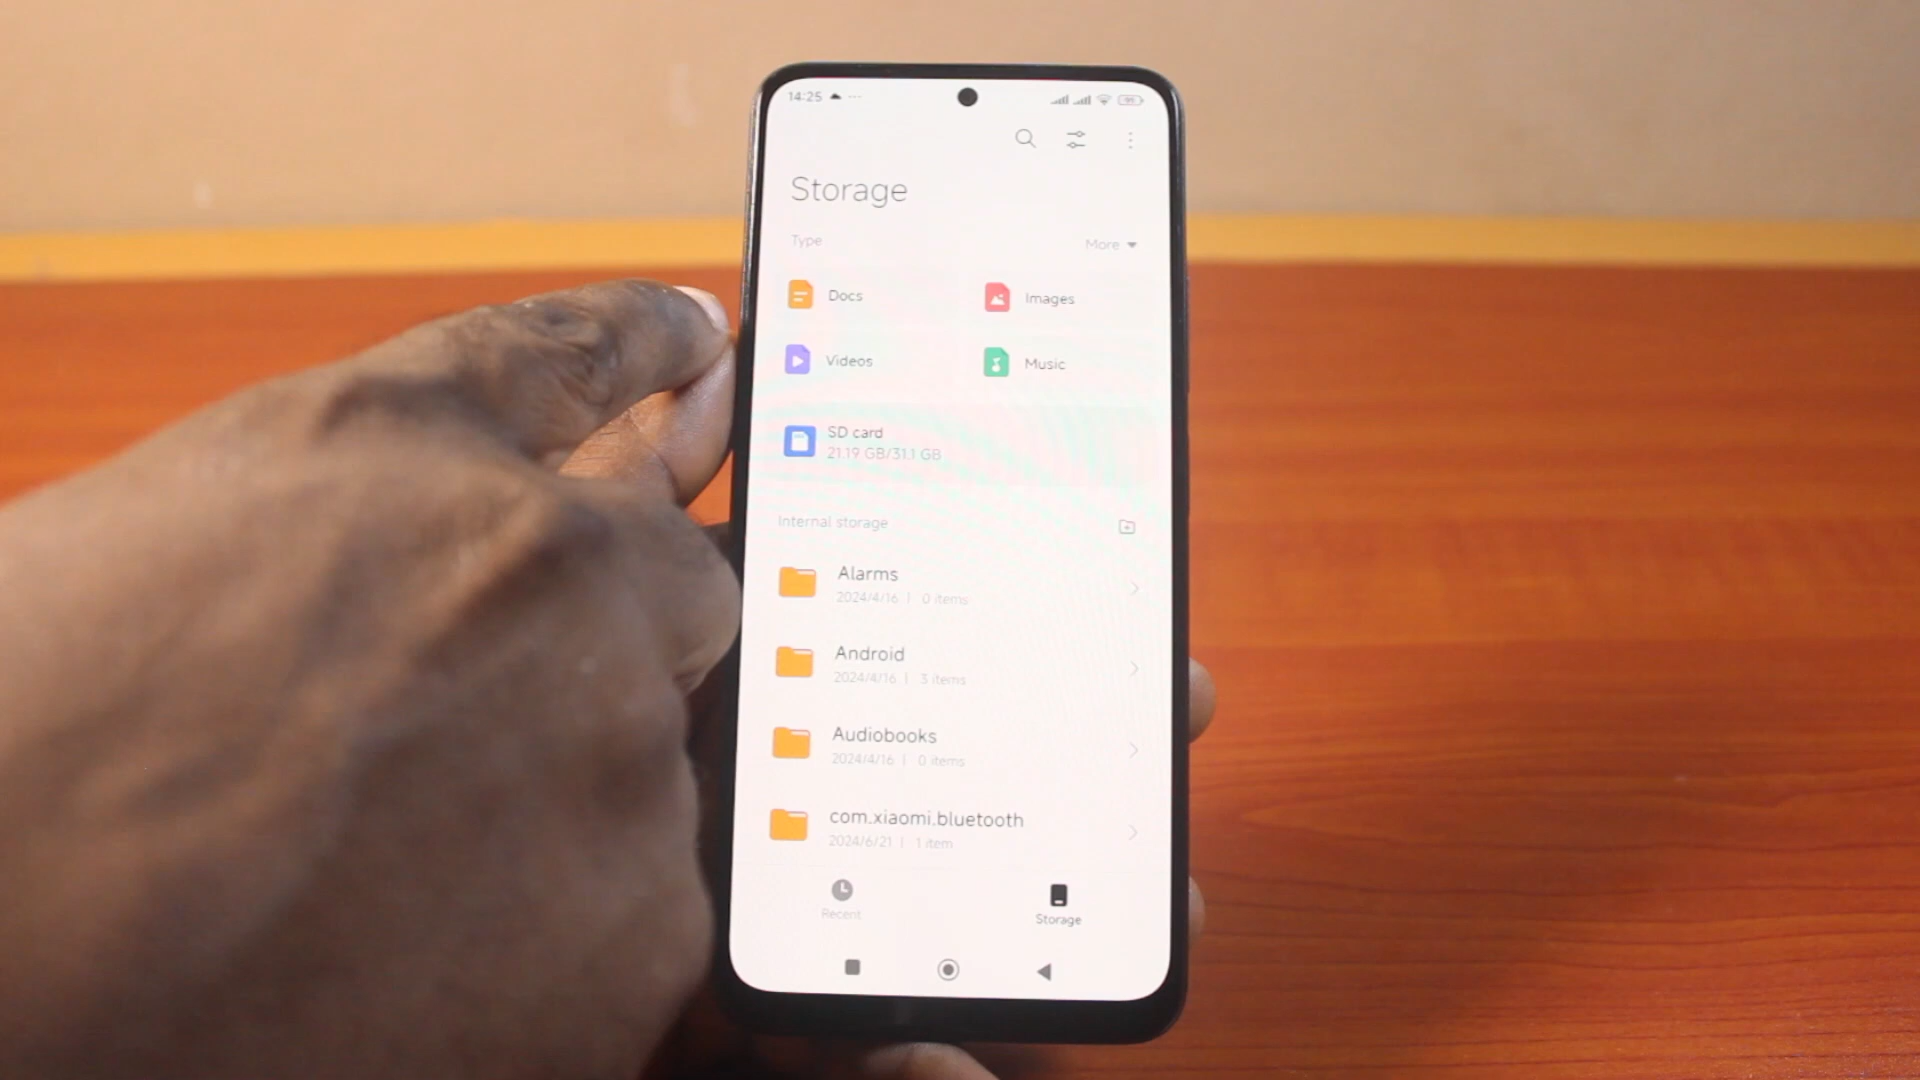 14:25
Storage
Type More
Docs Images
Videos Music
SD card
21.19 GB/31.1 GB
Internal storage
Alarms
2024/4/16 | 0 items
Android
2024/4/16 | 3 items
Audiobooks
2024/4/16 | 0 items
com.xiaomi.bluetooth
2024/6/21 | 1 item
Recent Storage